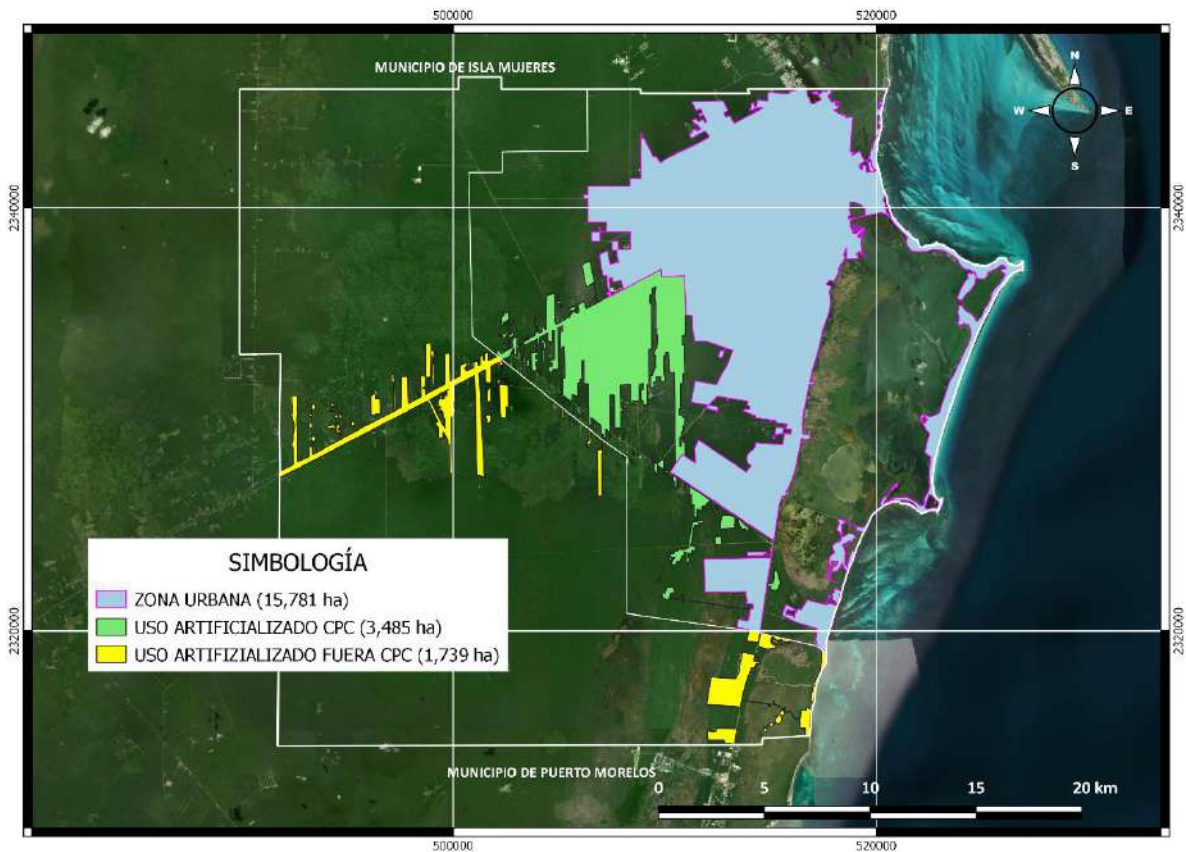 500000 520000
MUNICIPIO DE ISLA MUJERES
N
W E
S
2340000 2340000
SIMBOLOGÍA
ZONA URBANA (15,781 ha)
USO ARTIFICIALIZADO CPC (3,485 ha)
USO ARTIFIZIALIZADO FUERA CPC (1,739 ha)
2320000 2320000
MUNICIPIO DE PUERTO MORELOS
0 5 10 15 20 km
500000 520000